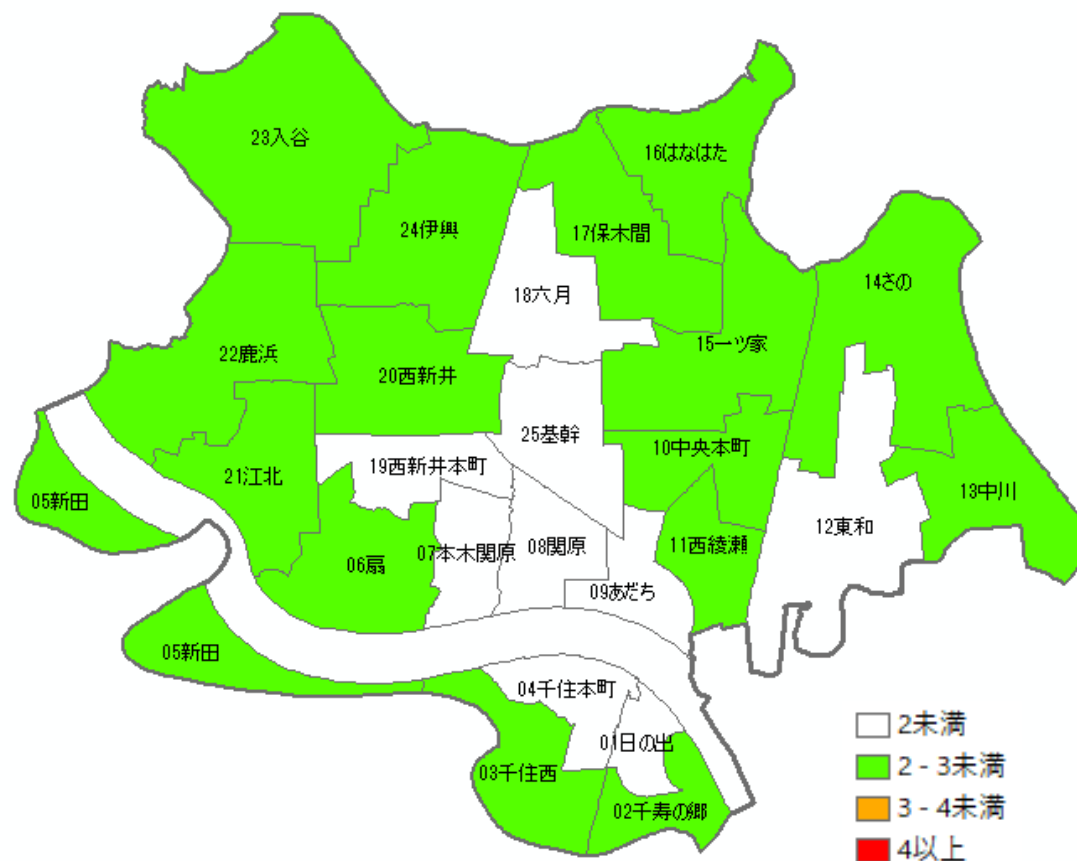 23入谷
16はなはた
24伊興
17保木間
14さの
18六月
15一ツ家
22鹿浜
20西新井
25基幹
10中央本町
19西新井本町
21江北
13中川
05新田
12東和
08関原
11西綾瀬
07本木関原
06扇
09あだち
05新田
04千住本町
01日の出
03千住西
02千寿の郷
2未満
2 - 3未満
3 - 4未満
4以上